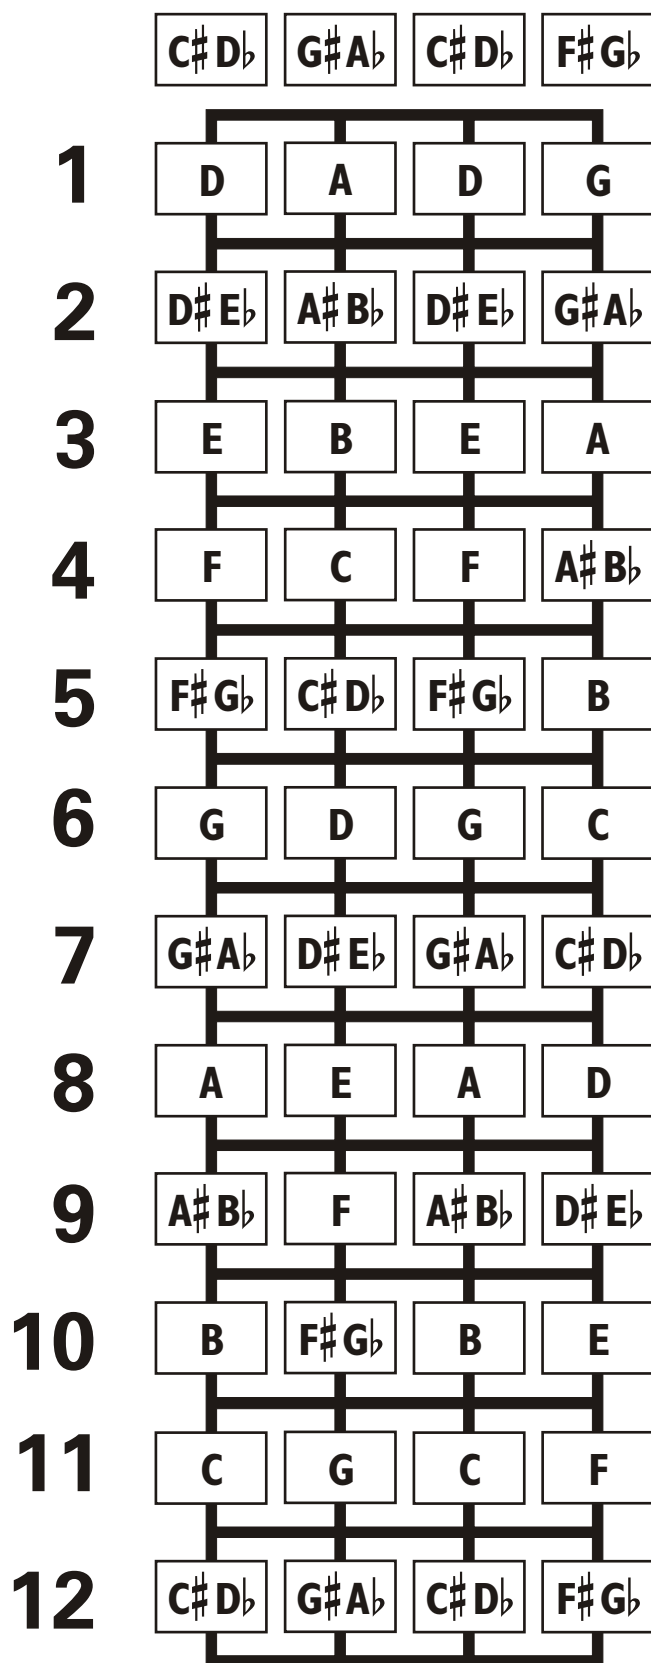 C♯D♭ G♯A♭ C♯D♭ F♯G♭
1 D A D G
2 D♯E♭ A♯B♭ D♯E♭ G♯A♭
3 E B E A
4 F C F A♯B♭
5 F♯G♭ C♯D♭ F♯G♭ B
6 G D G C
7 G♯A♭ D♯E♭ G♯A♭ C♯D♭
8 A E A D
9 A♯B♭ F A♯B♭ D♯E♭
10 B F♯G♭ B E
11 C G C F
12 C♯D♭ G♯A♭ C♯D♭ F♯G♭